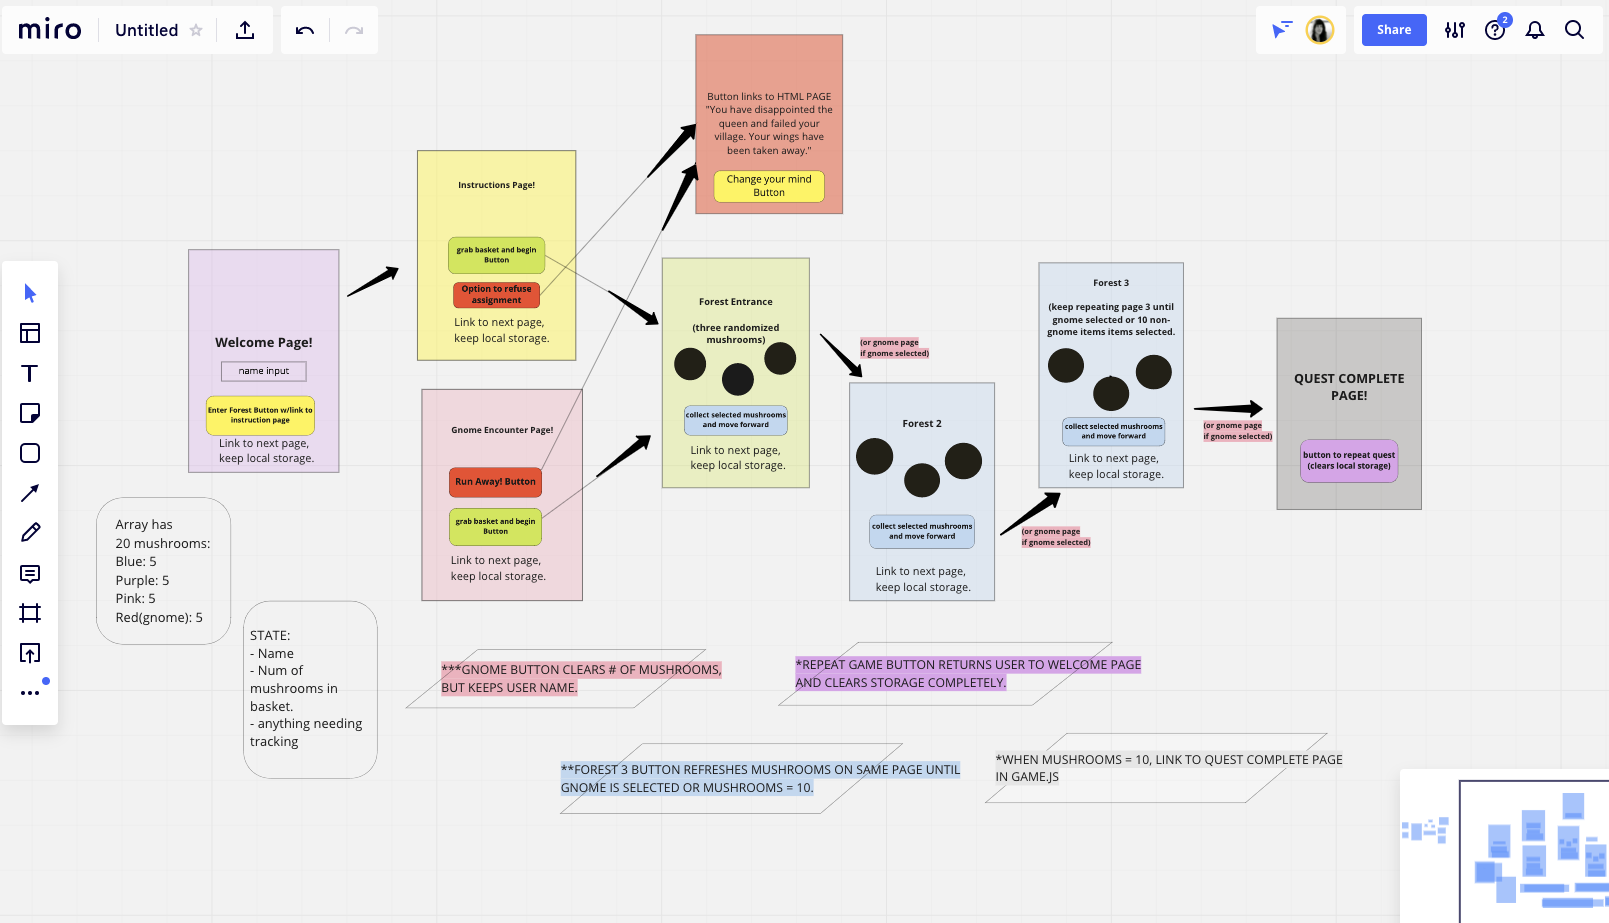 miro
Untitled
Share
2
Button links to HTML PAGE
"You have disappointed the
queen and failed your
village. Your wings have
been taken away."
Change your mind
Button
Instructions Page!
grab basket and begin
Button
Option to refuse
assignment
Link to next page,
keep local storage.
Welcome Page!
name input
Enter Forest Button w/link to
instruction page
Link to next page,
keep local storage.
Gnome Encounter Page!
Run Away! Button
grab basket and begin
Button
Link to next page,
keep local storage.
Forest Entrance
(three randomized
mushrooms)
collect selected mushrooms
and move forward
Link to next page,
keep local storage.
(or gnome page
if gnome selected)
Forest 2
collect selected mushrooms
and move forward
Link to next page,
keep local storage.
(or gnome page
if gnome selected)
Forest 3
(keep repeating page 3 until
gnome selected or 10 non-
gnome items items selected.
collect selected mushrooms
and move forward
Link to next page,
keep local storage.
(or gnome page
if gnome selected)
QUEST COMPLETE
PAGE!
button to repeat quest
(clears local storage)
Array has
20 mushrooms:
Blue: 5
Purple: 5
Pink: 5
Red(gnome): 5
STATE:
- Name
- Num of
mushrooms in
basket.
- anything needing
tracking
***GNOME BUTTON CLEARS # OF MUSHROOMS,
BUT KEEPS USER NAME.
*REPEAT GAME BUTTON RETURNS USER TO WELCOME PAGE
AND CLEARS STORAGE COMPLETELY.
**FOREST 3 BUTTON REFRESHES MUSHROOMS ON SAME PAGE UNTIL
GNOME IS SELECTED OR MUSHROOMS = 10.
*WHEN MUSHROOMS = 10, LINK TO QUEST COMPLETE PAGE
IN GAME.JS